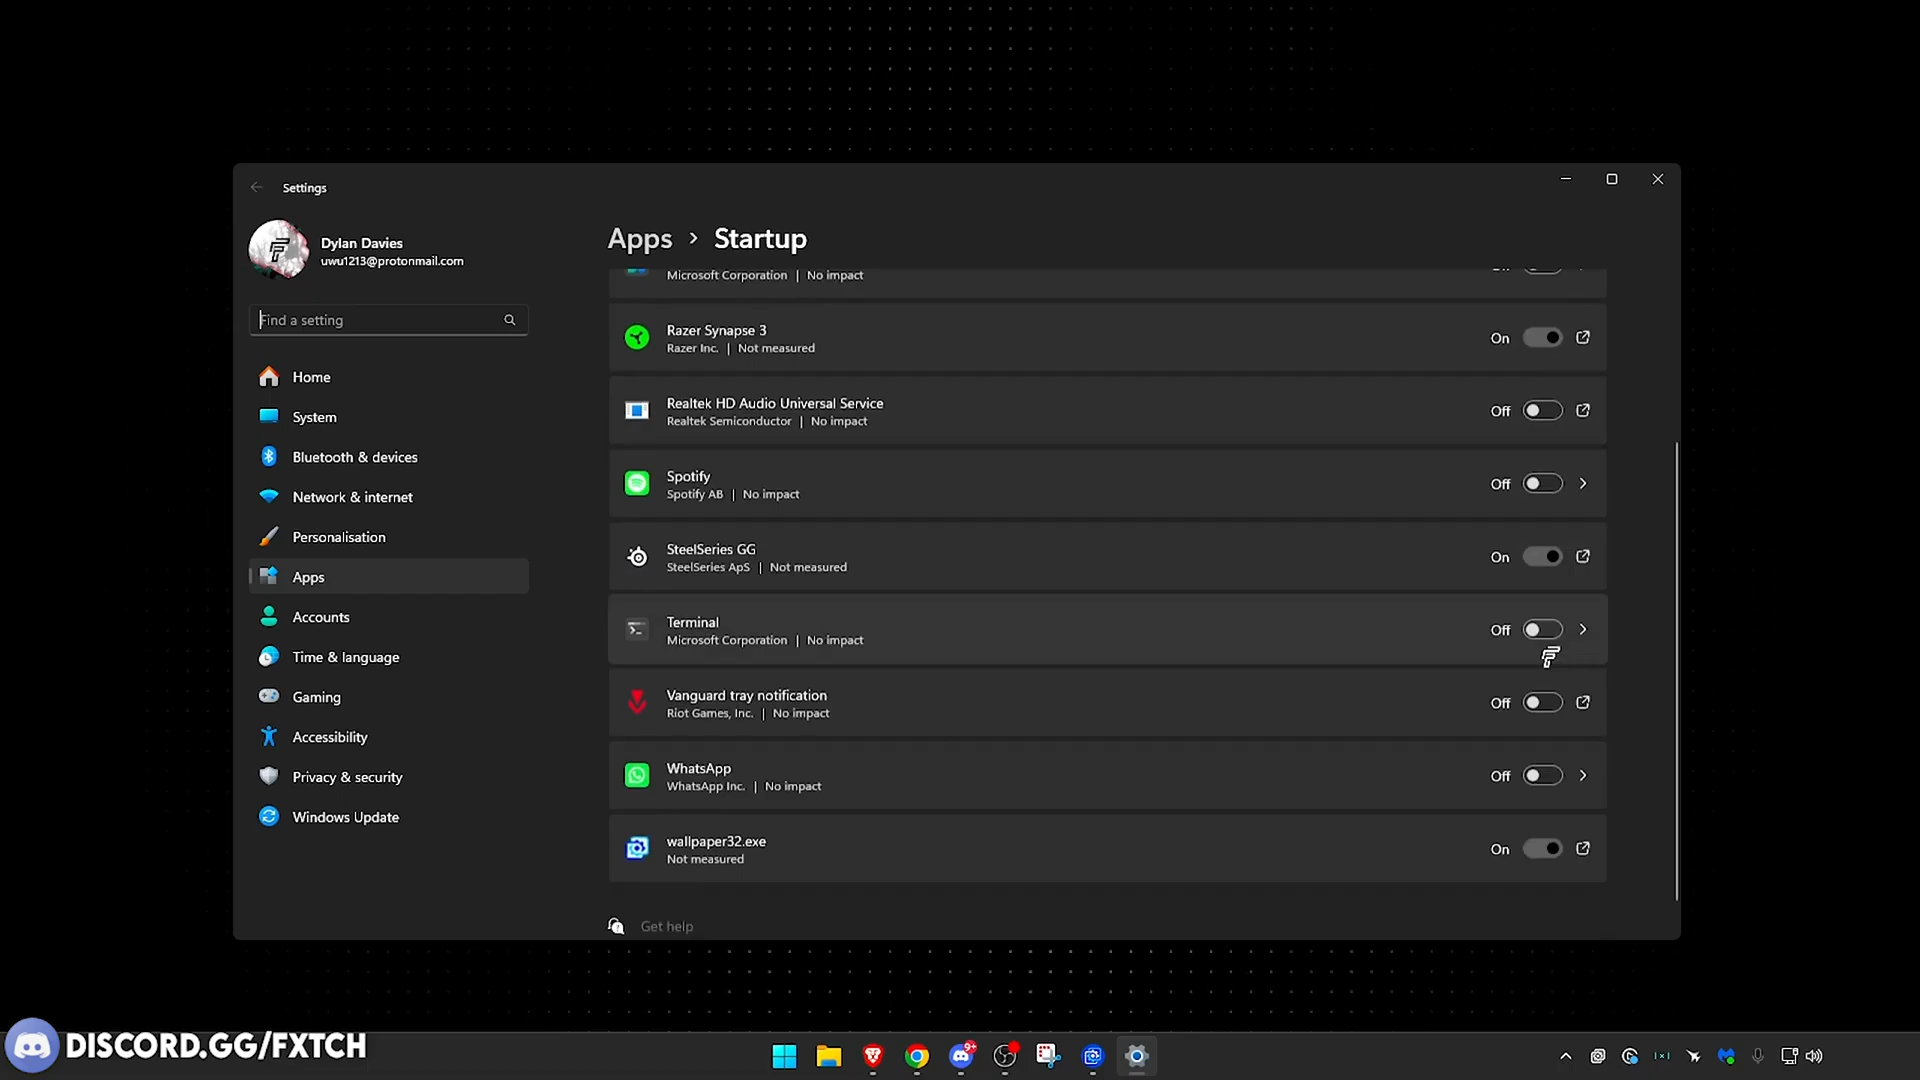 Settings
Dylan Davies
uwu1213@protonmail.com
Find a setting
Home
System
Bluetooth & devices
Network & internet
Personalisation
Apps
Accounts
Time & language
Gaming
Accessibility
Privacy & security
Windows Update
Apps > Startup
Microsoft Corporation | No impact
Razer Synapse 3
Razer Inc. | Not measured
On
Realtek HD Audio Universal Service
Realtek Semiconductor | No impact
Off
Spotify
Spotify AB | No impact
Off
SteelSeries GG
SteelSeries ApS | Not measured
On
Terminal
Microsoft Corporation | No impact
Off
Vanguard tray notification
Riot Games, Inc. | No impact
Off
WhatsApp
WhatsApp Inc. | No impact
Off
wallpaper32.exe
Not measured
On
Get help
DISCORD.GG/FXTCH
9+